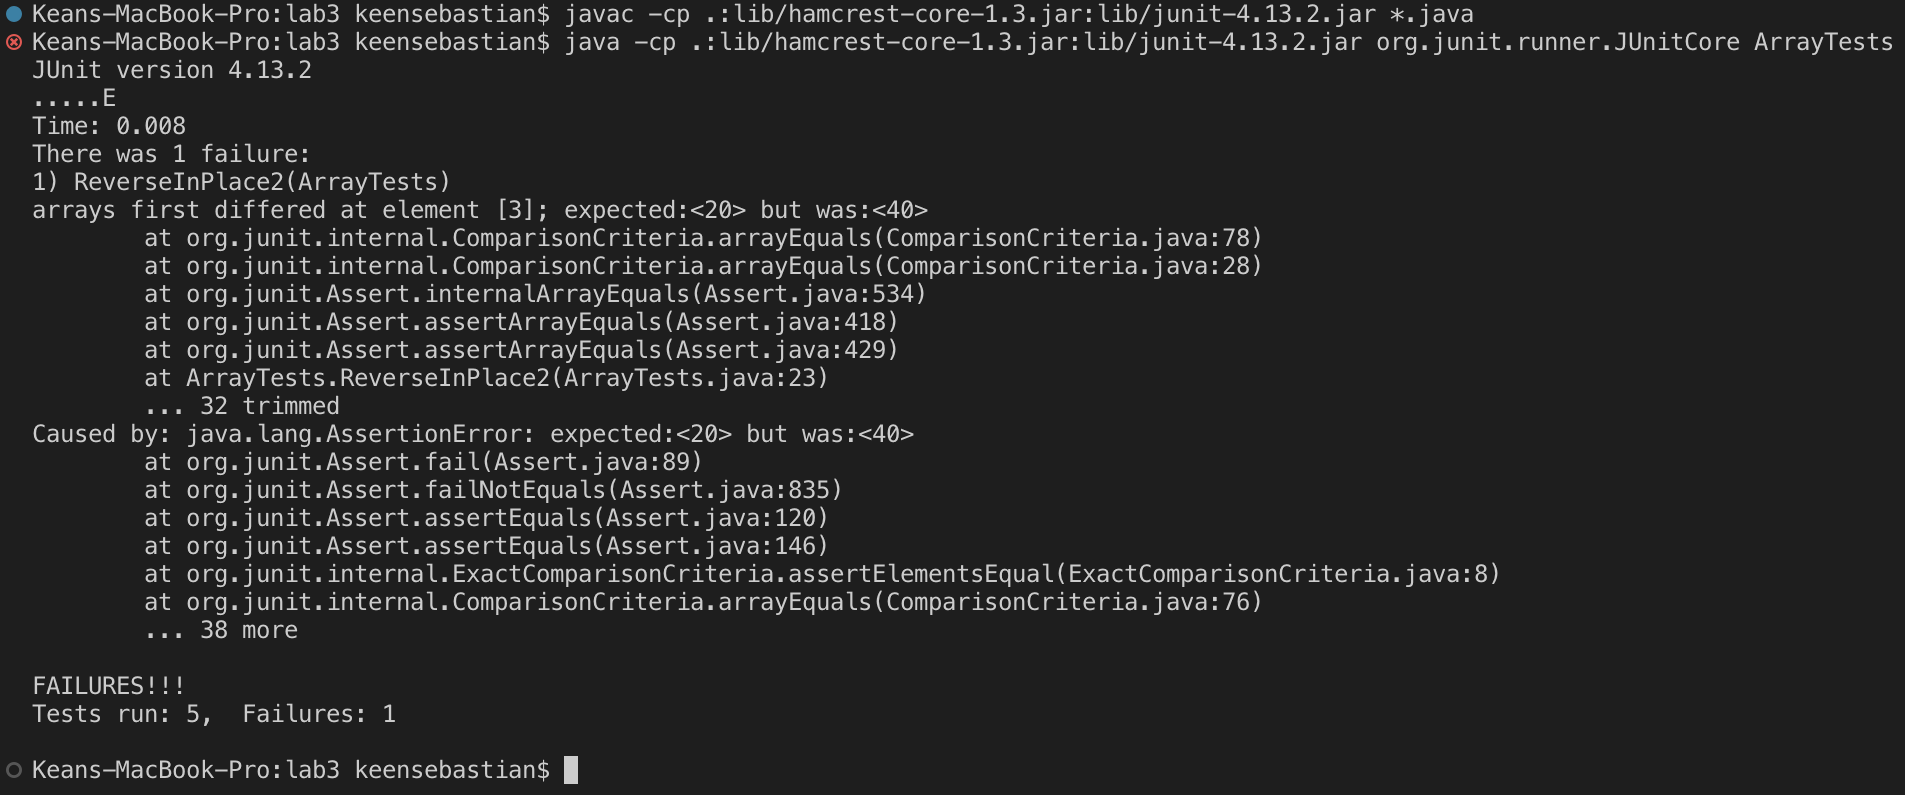 Keans-MacBook-Pro:lab3 keensebastian$ javac -cp .:lib/hamcrest-core-1.3.jar:lib/junit-4.13.2.jar *.java
Keans-MacBook-Pro:lab3 keensebastian$ java -cp .:lib/hamcrest-core-1.3.jar:lib/junit-4.13.2.jar org.junit.runner.JUnitCore ArrayTests
JUnit version 4.13.2
.....E
Time: 0.008
There was 1 failure:
1) ReverseInPlace2(ArrayTests)
arrays first differed at element [3]; expected:<20> but was:<40>
        at org.junit.internal.ComparisonCriteria.arrayEquals(ComparisonCriteria.java:78)
        at org.junit.internal.ComparisonCriteria.arrayEquals(ComparisonCriteria.java:28)
        at org.junit.Assert.internalArrayEquals(Assert.java:534)
        at org.junit.Assert.assertArrayEquals(Assert.java:418)
        at org.junit.Assert.assertArrayEquals(Assert.java:429)
        at ArrayTests.ReverseInPlace2(ArrayTests.java:23)
        ... 32 trimmed
Caused by: java.lang.AssertionError: expected:<20> but was:<40>
        at org.junit.Assert.fail(Assert.java:89)
        at org.junit.Assert.failNotEquals(Assert.java:835)
        at org.junit.Assert.assertEquals(Assert.java:120)
        at org.junit.Assert.assertEquals(Assert.java:146)
        at org.junit.internal.ExactComparisonCriteria.assertElementsEqual(ExactComparisonCriteria.java:8)
        at org.junit.internal.ComparisonCriteria.arrayEquals(ComparisonCriteria.java:76)
        ... 38 more
FAILURES!!!
Tests run: 5,  Failures: 1
Keans-MacBook-Pro:lab3 keensebastian$